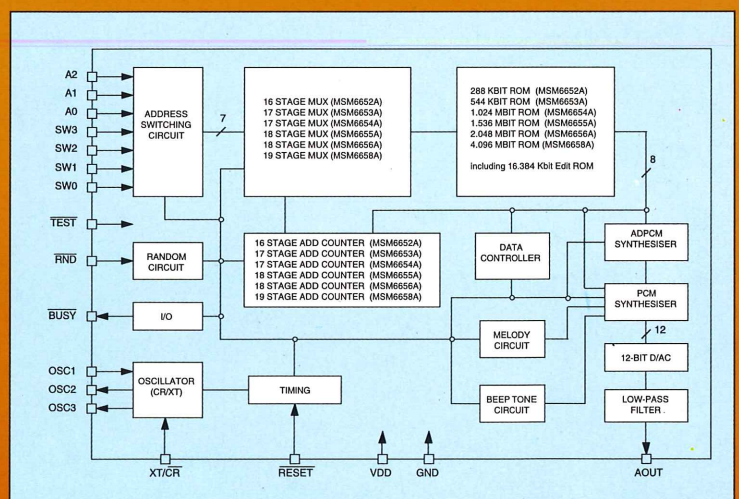 A2
A1
A0
SW3
SW2
SW1
SW0
TEST
RND
BUSY
OSC1
OSC2
OSC3
ADDRESS
SWITCHING
CIRCUIT
7
16 STAGE MUX (MSM6652A)
17 STAGE MUX (MSM6653A)
17 STAGE MUX (MSM6654A)
18 STAGE MUX (MSM6655A)
18 STAGE MUX (MSM6656A)
19 STAGE MUX (MSM6658A)
288 KBIT ROM (MSM6652A)
544 KBIT ROM (MSM6653A)
1.024 MBIT ROM (MSM6654A)
1.536 MBIT ROM (MSM6655A)
2.048 MBIT ROM (MSM6656A)
4.096 MBIT ROM (MSM6658A)
including 16.384 Kbit Edit ROM
8
RANDOM
CIRCUIT
16 STAGE ADD COUNTER (MSM6652A)
17 STAGE ADD COUNTER (MSM6653A)
17 STAGE ADD COUNTER (MSM6654A)
18 STAGE ADD COUNTER (MSM6655A)
18 STAGE ADD COUNTER (MSM6656A)
19 STAGE ADD COUNTER (MSM6658A)
DATA
CONTROLLER
ADPCM
SYNTHESISER
PCM
SYNTHESISER
12
I/O
MELODY
CIRCUIT
12-BIT D/AC
OSCILLATOR
(CR/XT)
TIMING
BEEP TONE
CIRCUIT
LOW-PASS
FILTER
XT/CR
RESET
VDD
GND
AOUT